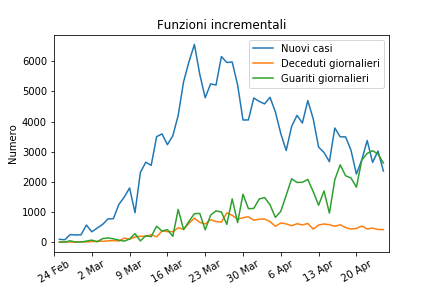 Funzioni incrementali
Nuovi casi
Deceduti giornalieri
Guariti giornalieri
Numero
6000
5000
4000
3000
2000
1000
0
24 Feb
2 Mar
9 Mar
16 Mar
23 Mar
30 Mar
6 Apr
13 Apr
20 Apr